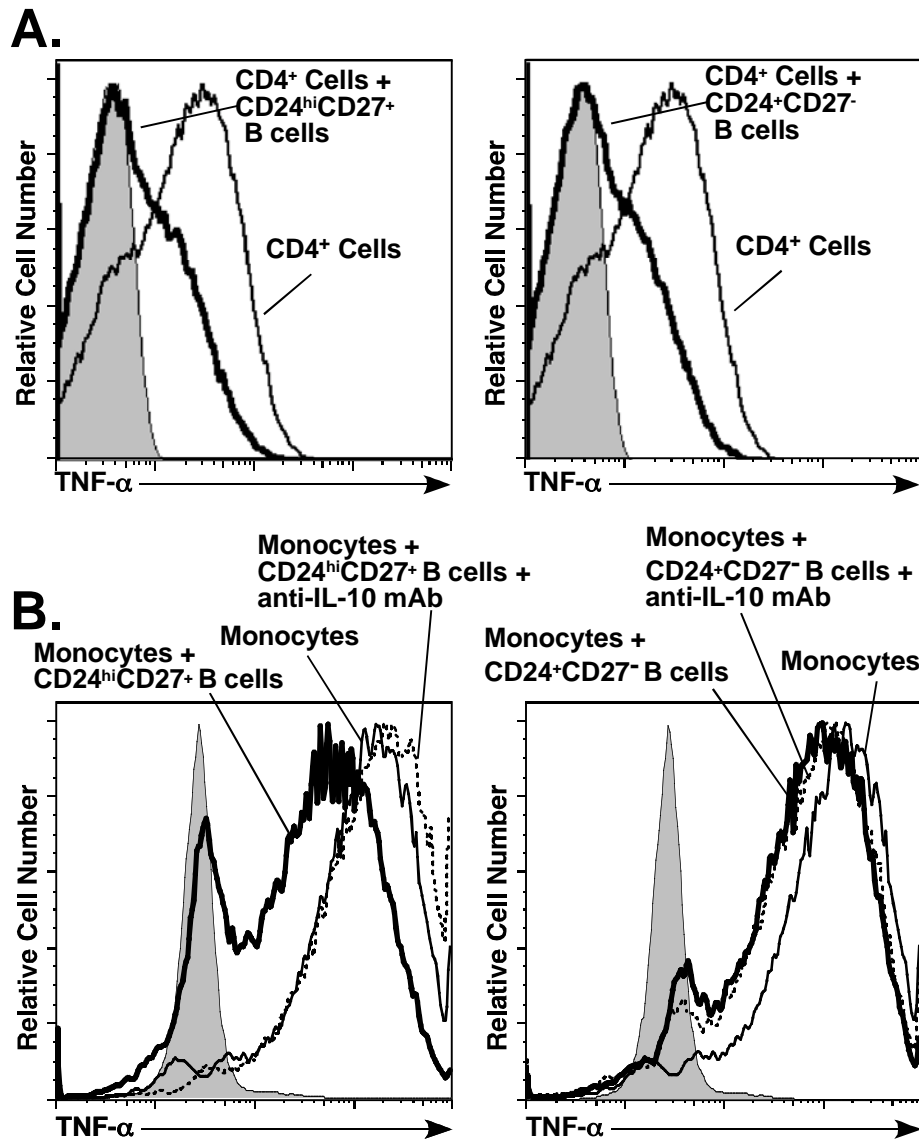 A.
CD4⁺ Cells +
CD24ʰⁱCD27⁺
B cells
CD4⁺ Cells
Relative Cell Number
TNF-α
CD4⁺ Cells +
CD24⁺CD27⁻
B cells
CD4⁺ Cells
Relative Cell Number
TNF-α
B.
Monocytes +
CD24ʰⁱCD27⁺ B cells +
anti-IL-10 mAb
Monocytes
Monocytes +
CD24ʰⁱCD27⁺ B cells
Relative Cell Number
TNF-α
Monocytes +
CD24⁺CD27⁻ B cells +
anti-IL-10 mAb
Monocytes +
CD24⁺CD27⁻ B cells
Monocytes
Relative Cell Number
TNF-α